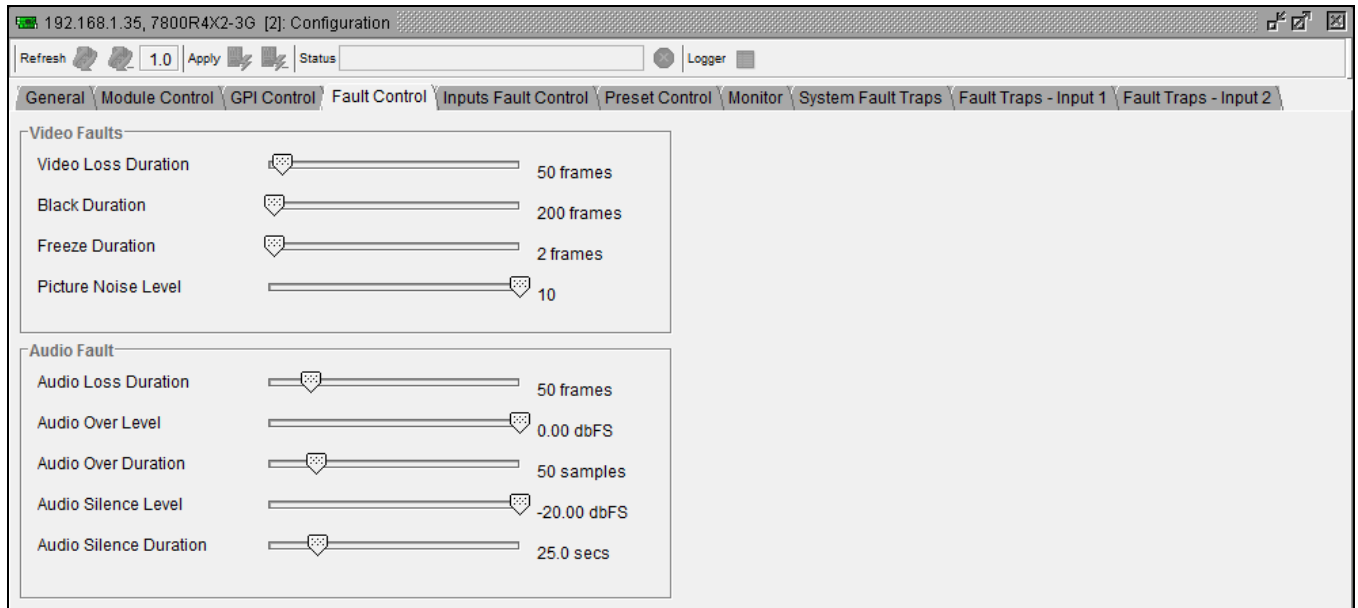 192.168.1.35, 7800R4X2-3G [2]: Configuration
Refresh 1.0 Apply Status Logger
General Module Control GPI Control Fault Control Inputs Fault Control Preset Control Monitor System Fault Traps Fault Traps - Input 1 Fault Traps - Input 2
Video Faults
Video Loss Duration 50 frames
Black Duration 200 frames
Freeze Duration 2 frames
Picture Noise Level 10
Audio Fault
Audio Loss Duration 50 frames
Audio Over Level 0.00 dbFS
Audio Over Duration 50 samples
Audio Silence Level -20.00 dbFS
Audio Silence Duration 25.0 secs